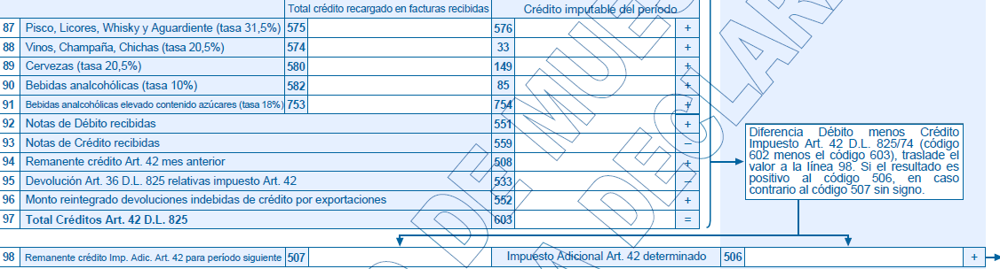 Total crédito recargado en facturas recibidas Crédito imputable del período
87 Pisco, Licores, Whisky y Aguardiente (tasa 31,5%) 575 576 +
88 Vinos, Champaña, Chichas (tasa 20,5%) 574 33 +
89 Cervezas (tasa 20,5%) 580 149 +
90 Bebidas analcohólicas (tasa 10%) 582 85 +
91 Bebidas analcohólicas elevado contenido azúcares (tasa 18%) 753 754 +
92 Notas de Débito recibidas 551 +
93 Notas de Crédito recibidas 559 –
94 Remanente crédito Art. 42 mes anterior 508 +
95 Devolución Art. 36 D.L. 825 relativas impuesto Art. 42 533 –
96 Monto reintegrado devoluciones indebidas de crédito por exportaciones 552 +
97 Total Créditos Art. 42 D.L. 825 603 =
Diferencia Débito menos Crédito
Impuesto Art. 42 D.L. 825/74 (código
602 menos el código 603), traslade el
valor a la línea 98. Si el resultado es
positivo al código 506, en caso
contrario al código 507 sin signo.
98 Remanente crédito Imp. Adic. Art. 42 para período siguiente 507 Impuesto Adicional Art. 42 determinado 506 +